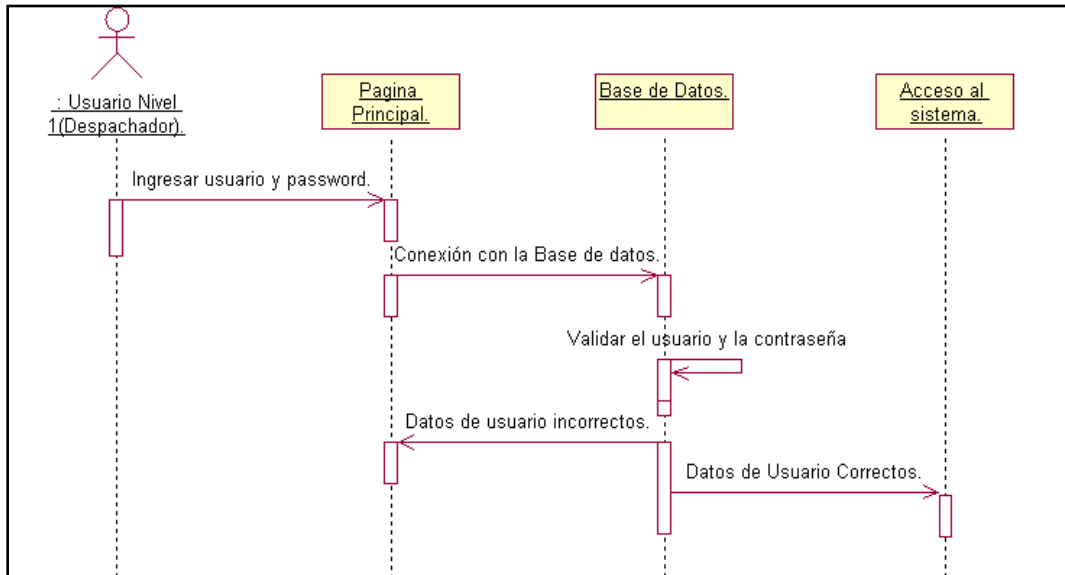 : Usuario Nivel
1(Despachador).
Pagina
Principal.
Base de Datos.
Acceso al
sistema.
Ingresar usuario y password.
Conexión con la Base de datos.
Validar el usuario y la contraseña
Datos de usuario incorrectos.
Datos de Usuario Correctos.